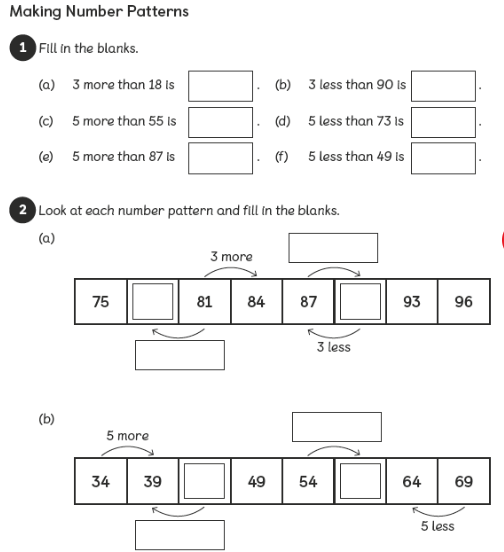 Making Number Patterns
1 Fill in the blanks.
(a) 3 more than 18 is . (b) 3 less than 90 is .
(c) 5 more than 55 is . (d) 5 less than 73 is .
(e) 5 more than 87 is . (f) 5 less than 49 is .
2 Look at each number pattern and fill in the blanks.
(a)
3 more
75 81 84 87 93 96
3 less
(b)
5 more
34 39 49 54 64 69
5 less